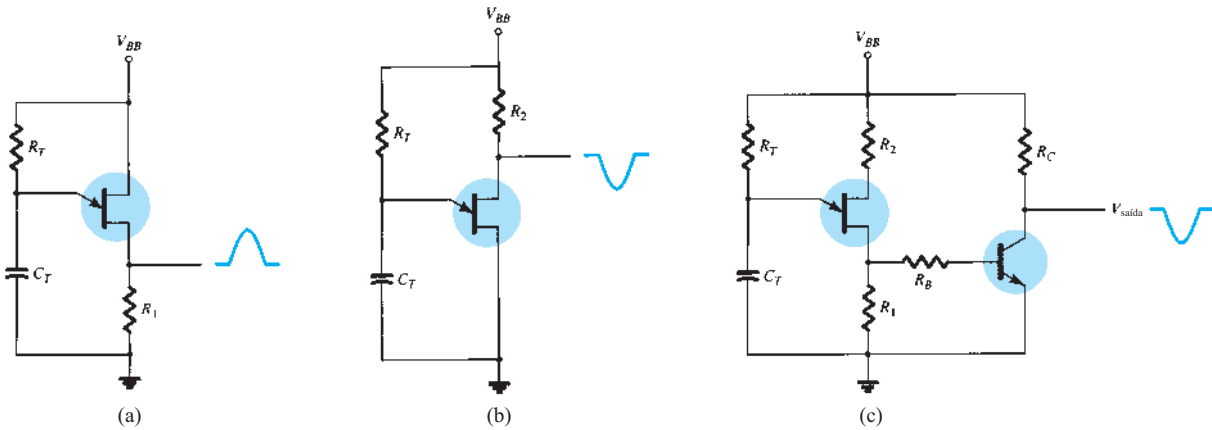 V_BB
R_T
C_T
R_1
(a)
V_BB
R_T
R_2
C_T
(b)
V_BB
R_T
R_2
R_C
V_saída
C_T
R_B
R_1
(c)